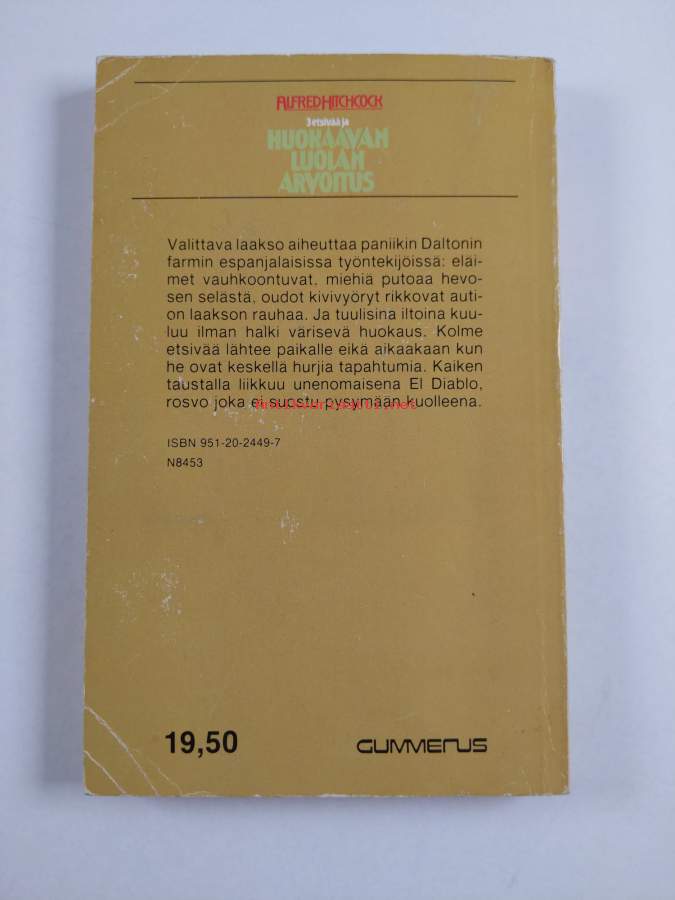 ALFRED HITCHCOCK
3 etsivää ja
HUOKAAVAN
LUOLAN
ARVOITUS
Valittava laakso aiheuttaa paniikin Daltonin
farmin espanjalaisissa työntekijöissä: eläi-
met vauhkoontuvat, miehiä putoaa hevo-
sen selästä, oudot kivivyöryt rikkovat auti-
on laakson rauhaa. Ja tuulisina iltoina kuu-
luu ilman halki värisevä huokaus. Kolme
etsivää lähtee paikalle eikä aikaakaan kun
he ovat keskellä hurjia tapahtumia. Kaiken
taustalla liikkuu unenomaisena El Diablo,
rosvo joka ei suostu pysymään kuolleena.
ISBN 951-20-2449-7
N8453
19,50
GUMMERUS